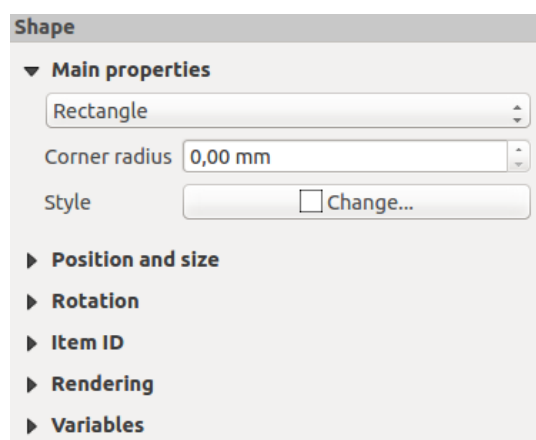 Shape
Main properties
Rectangle
Corner radius 0,00 mm
Style Change...
Position and size
Rotation
Item ID
Rendering
Variables